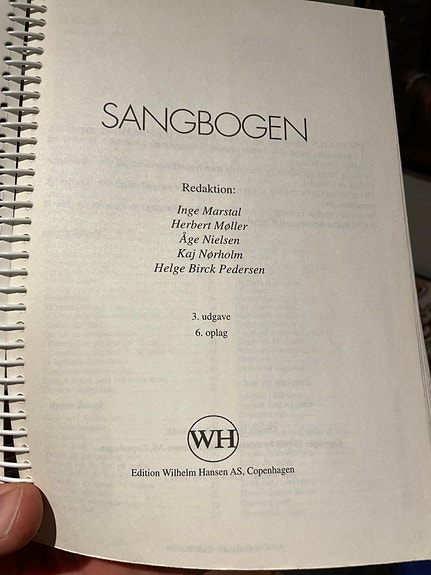 SANGBOGEN
Redaktion:
Inge Marstal
Herbert Møller
Åge Nielsen
Kaj Nørholm
Helge Birck Pedersen
3. udgave
6. oplag
WH
Edition Wilhelm Hansen AS, Copenhagen